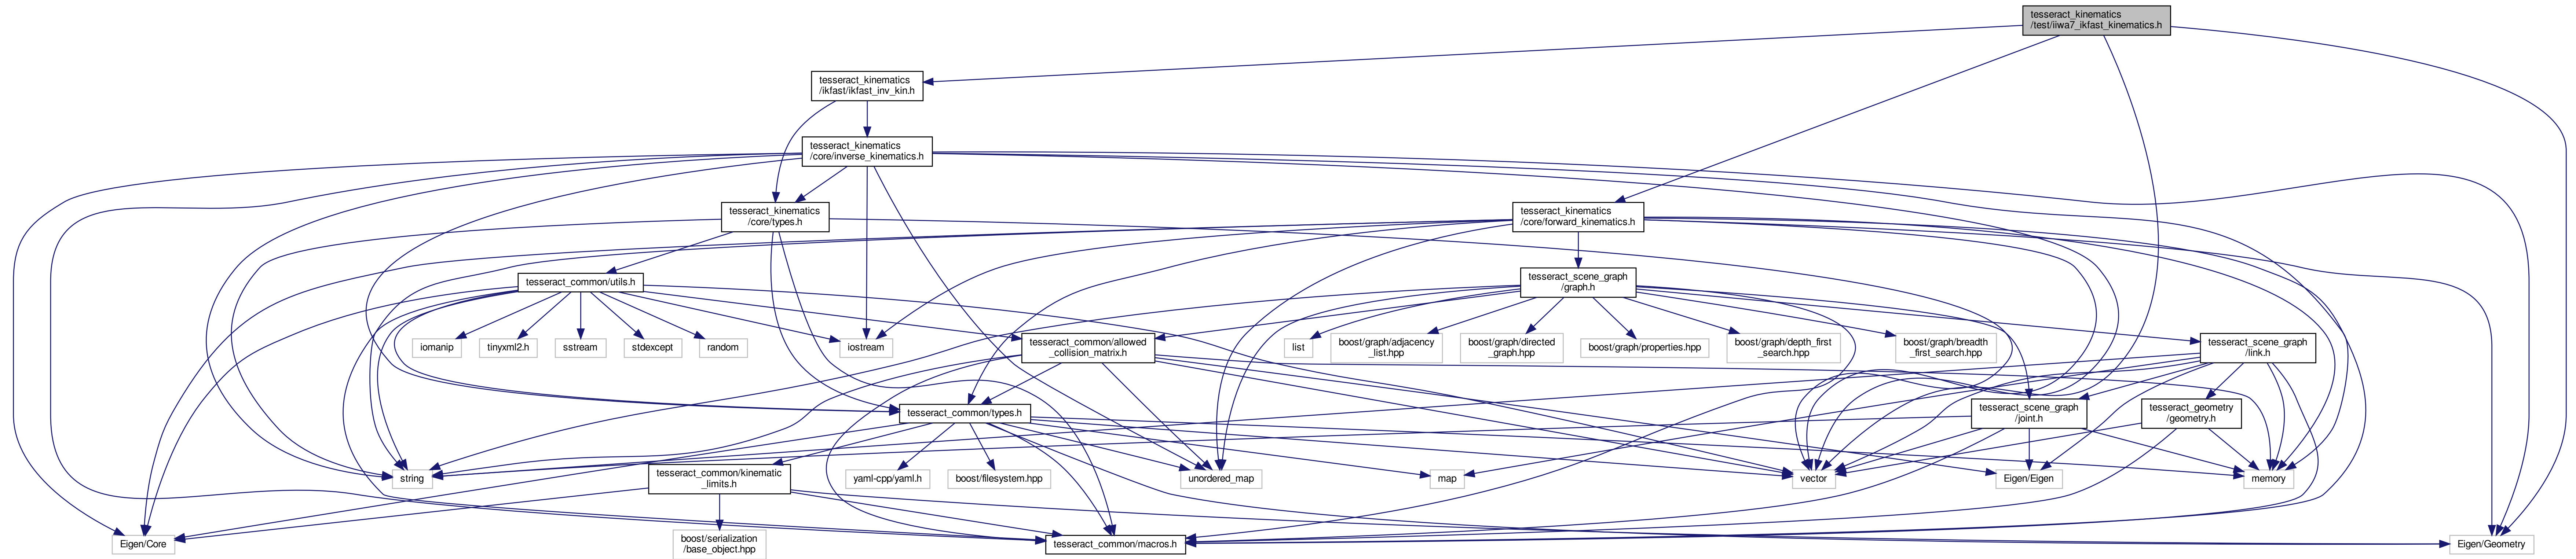 tesseract_kinematics
/test/iiwa7_ikfast_kinematics.h
tesseract_kinematics
/ikfast/ikfast_inv_kin.h
tesseract_kinematics
/core/inverse_kinematics.h
tesseract_kinematics
/core/types.h
tesseract_kinematics
/core/forward_kinematics.h
tesseract_common/utils.h
tesseract_scene_graph
/graph.h
iomanip
tinyxml2.h
sstream
stdexcept
random
iostream
tesseract_common/allowed
_collision_matrix.h
list
boost/graph/adjacency
_list.hpp
boost/graph/directed
_graph.hpp
boost/graph/properties.hpp
boost/graph/depth_first
_search.hpp
boost/graph/breadth
_first_search.hpp
tesseract_scene_graph
/link.h
tesseract_common/types.h
tesseract_scene_graph
/joint.h
tesseract_geometry
/geometry.h
string
tesseract_common/kinematic
_limits.h
yaml-cpp/yaml.h
boost/filesystem.hpp
unordered_map
map
vector
Eigen/Eigen
memory
Eigen/Core
boost/serialization
/base_object.hpp
tesseract_common/macros.h
Eigen/Geometry